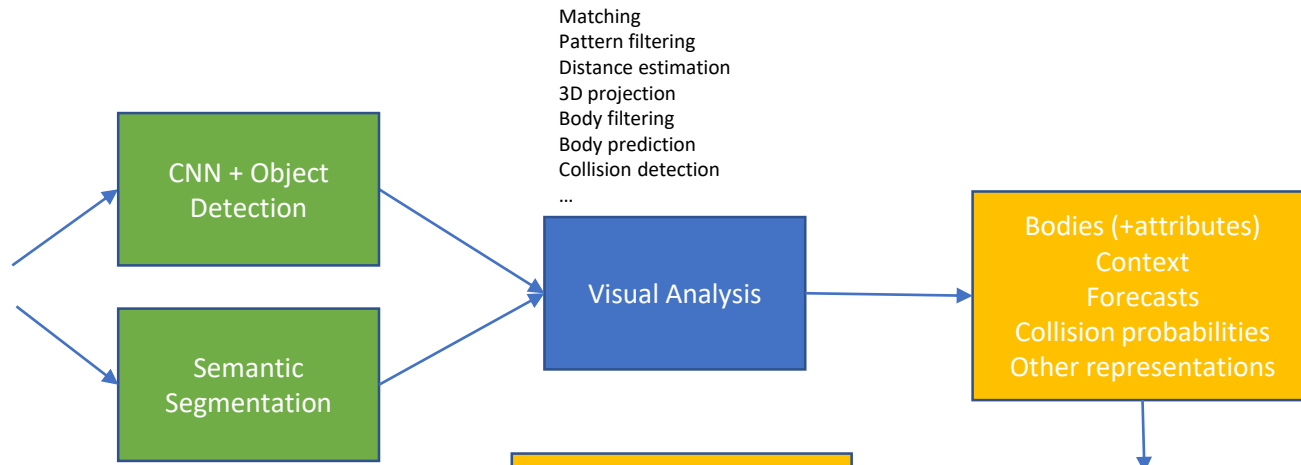 Matching
Pattern filtering
Distance estimation
3D projection
Body filtering
Body prediction
Collision detection
...
CNN + Object
Detection
Visual Analysis
Bodies (+attributes)
Context
Forecasts
Collision probabilities
Other representations
Semantic
Segmentation